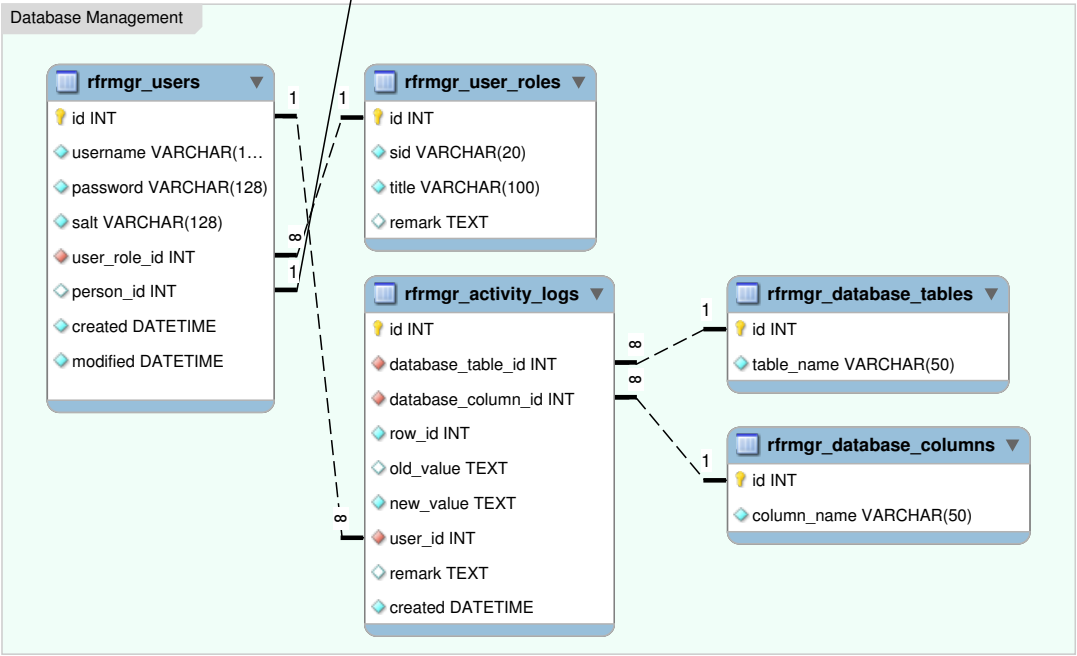 Database Management
rfrmgr_users
id INT
username VARCHAR(1…
password VARCHAR(128)
salt VARCHAR(128)
user_role_id INT
person_id INT
created DATETIME
modified DATETIME
1
∞
1
1
rfrmgr_user_roles
id INT
sid VARCHAR(20)
title VARCHAR(100)
remark TEXT
rfrmgr_activity_logs
id INT
database_table_id INT
database_column_id INT
row_id INT
old_value TEXT
new_value TEXT
user_id INT
remark TEXT
created DATETIME
∞
∞
∞
1
rfrmgr_database_tables
id INT
table_name VARCHAR(50)
1
rfrmgr_database_columns
id INT
column_name VARCHAR(50)